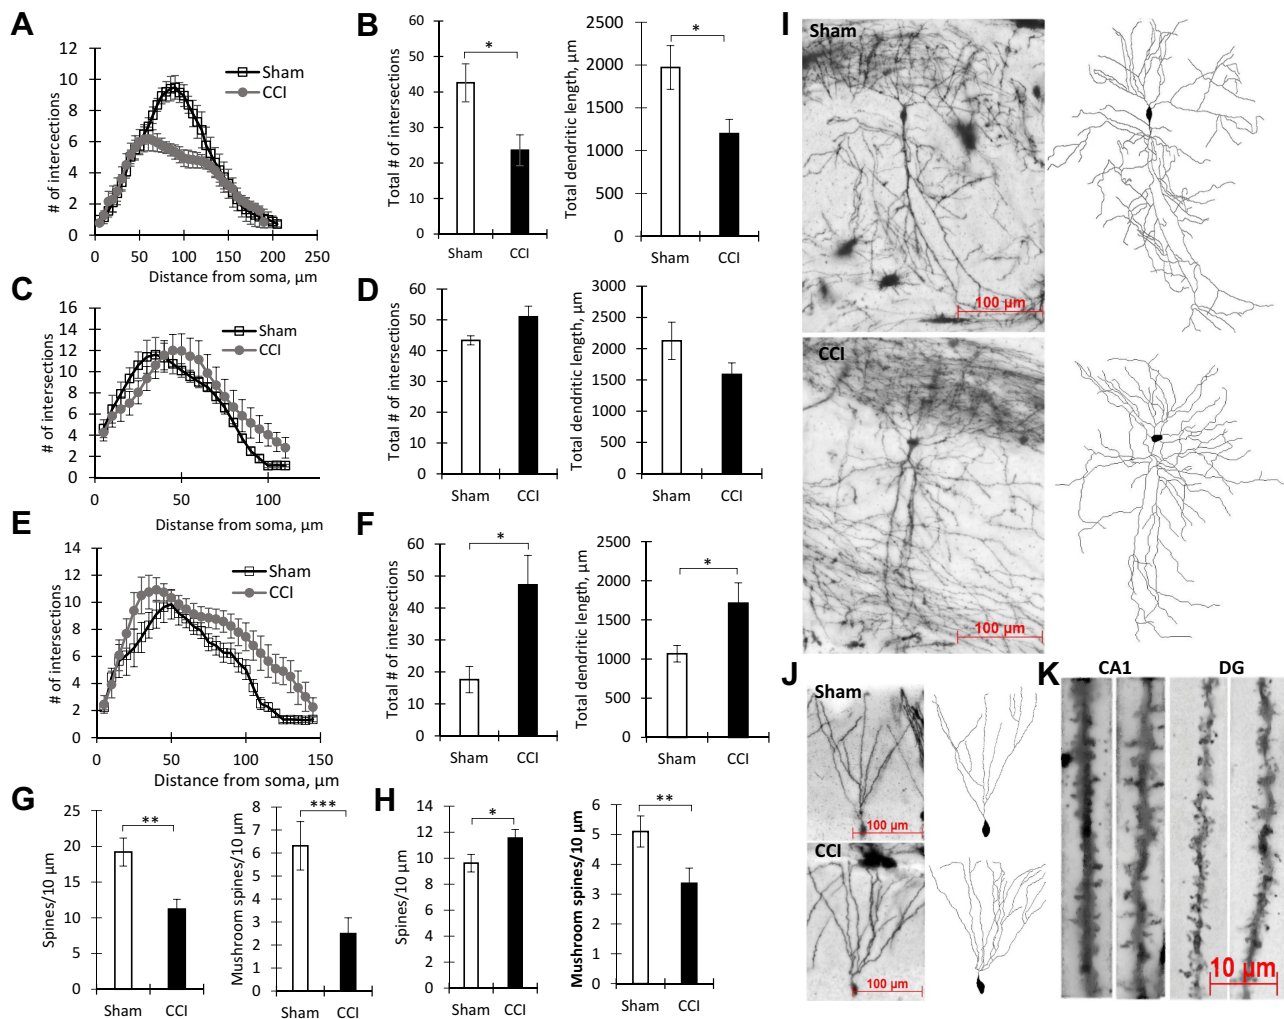 A
12
10
8
6
4
2
0
# of intercections
Sham
CCI
0 50 100 150 200 250
Distance from soma, µm
B
60
50
40
30
20
10
0
Total # of intersections
*
Sham CCI
2500
2000
1500
1000
500
0
Total dendritic length, µm
*
Sham CCI
C
16
14
12
10
8
6
4
2
0
# of intersections
Sham
CCI
0 50 100
Distanse from soma, µm
D
60
50
40
30
20
10
0
Total # of intersections
Sham CCI
3000
2500
2000
1500
1000
500
0
Total dendritic length, µm
Sham CCI
E
14
12
10
8
6
4
2
0
# of intersections
Sham
CCI
0 50 100 150
Distance from soma, µm
F
60
50
40
30
20
10
0
Total # of intersections
*
Sham CCI
2500
2000
1500
1000
500
0
Total dendritic length, µm
*
Sham CCI
G
25
20
15
10
5
0
Spines/10 µm
**
Sham CCI
8
7
6
5
4
3
2
1
0
Mushroom spines/10 µm
***
Sham CCI
H
14
12
10
8
6
4
2
0
Spines/10 µm
*
Sham CCI
6
5
4
3
2
1
0
Mushroom spines/10 µm
**
Sham CCI
I
Sham
100 µm
CCI
100 µm
J
Sham
100 µm
CCI
100 µm
K
CA1 DG
10 µm